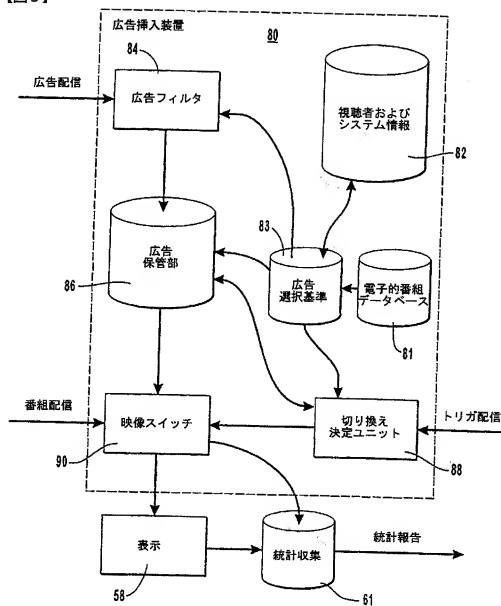 広告挿入装置
80
84
広告配信
広告フィルタ
視聴者および
システム情報
82
83
広告
保管部
86
広告
選択基準
電子的番組
データベース
81
番組配信
映像スイッチ
90
切り換え
決定ユニット
88
トリガ配信
表示
58
統計収集
61
統計報告